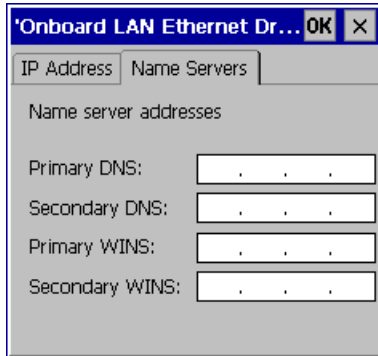 'Onboard LAN Ethernet Dr... OK ×
IP Address Name Servers
Name server addresses
Primary DNS: . . .
Secondary DNS: . . .
Primary WINS: . . .
Secondary WINS: . . .